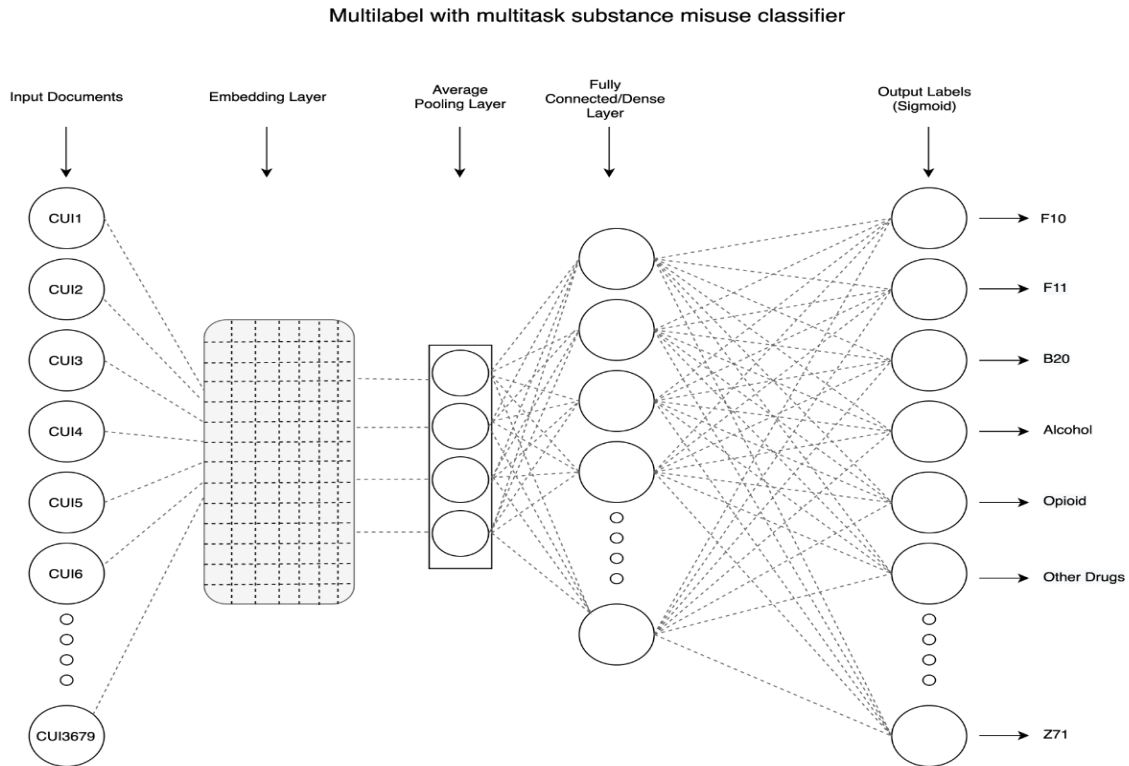 Multilabel with multitask substance misuse classifier
Input Documents
Embedding Layer
Average
Pooling Layer
Fully
Connected/Dense
Layer
Output Labels
(Sigmoid)
CUI1
CUI2
CUI3
CUI4
CUI5
CUI6
CUI3679
F10
F11
B20
Alcohol
Opioid
Other Drugs
Z71